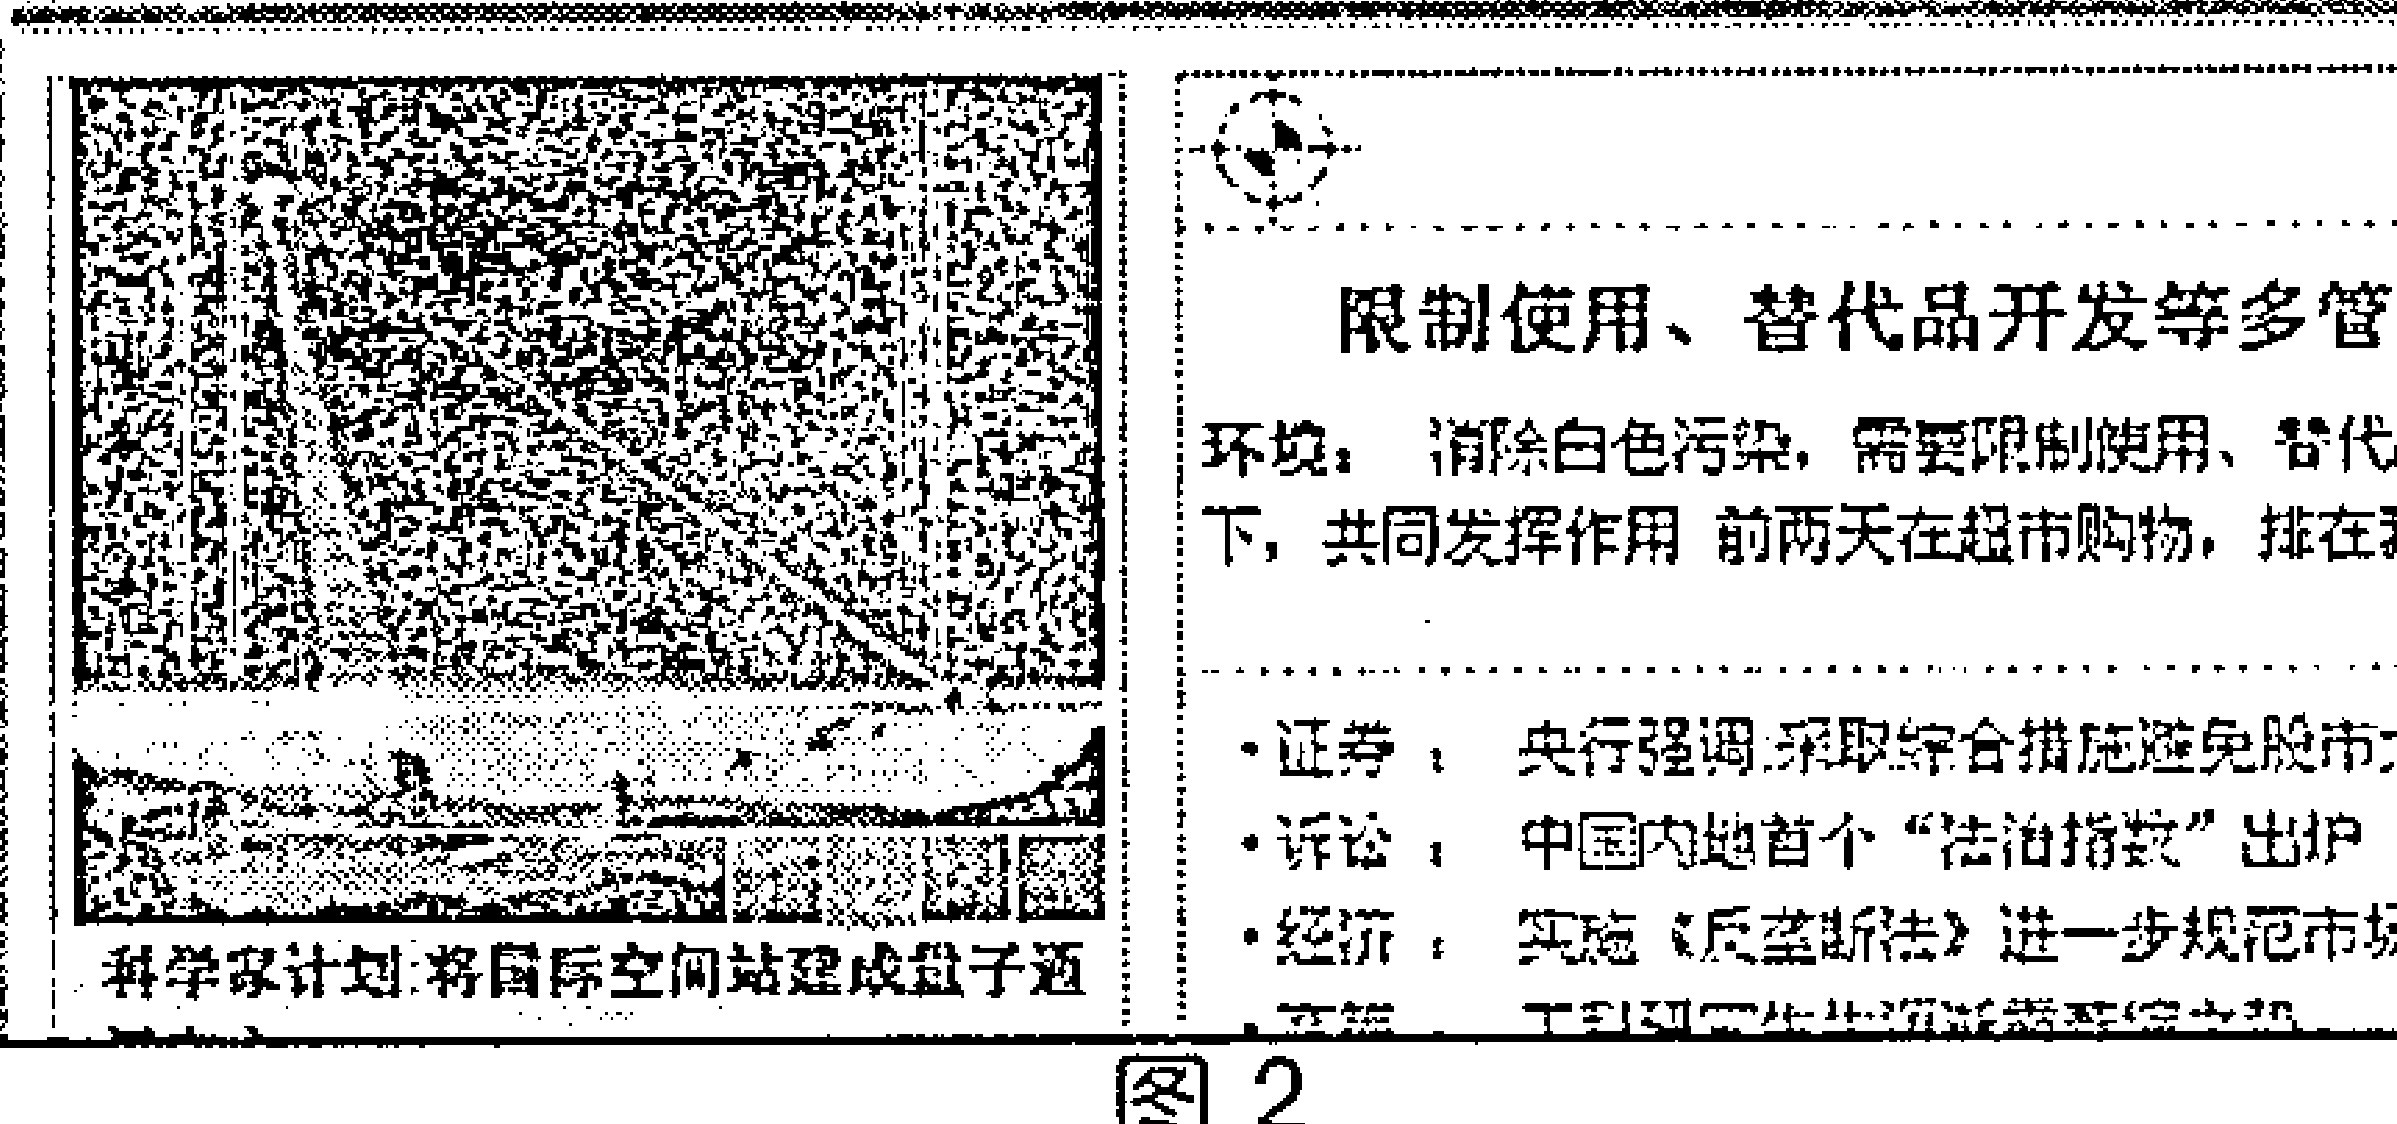 限制使用、替代品开发等多管
环境： 消除白色污染，需要限制使用、替代
下，共同发挥作用 前两天在超市购物，排在
·证券： 央行强调:采取综合措施避免股市
·评论： 中国内地首个“法治指数”出炉
·经济： 实施《反垄断法》进一步规范市场
科学家计划:将国际空间站建成盘子通
图 2